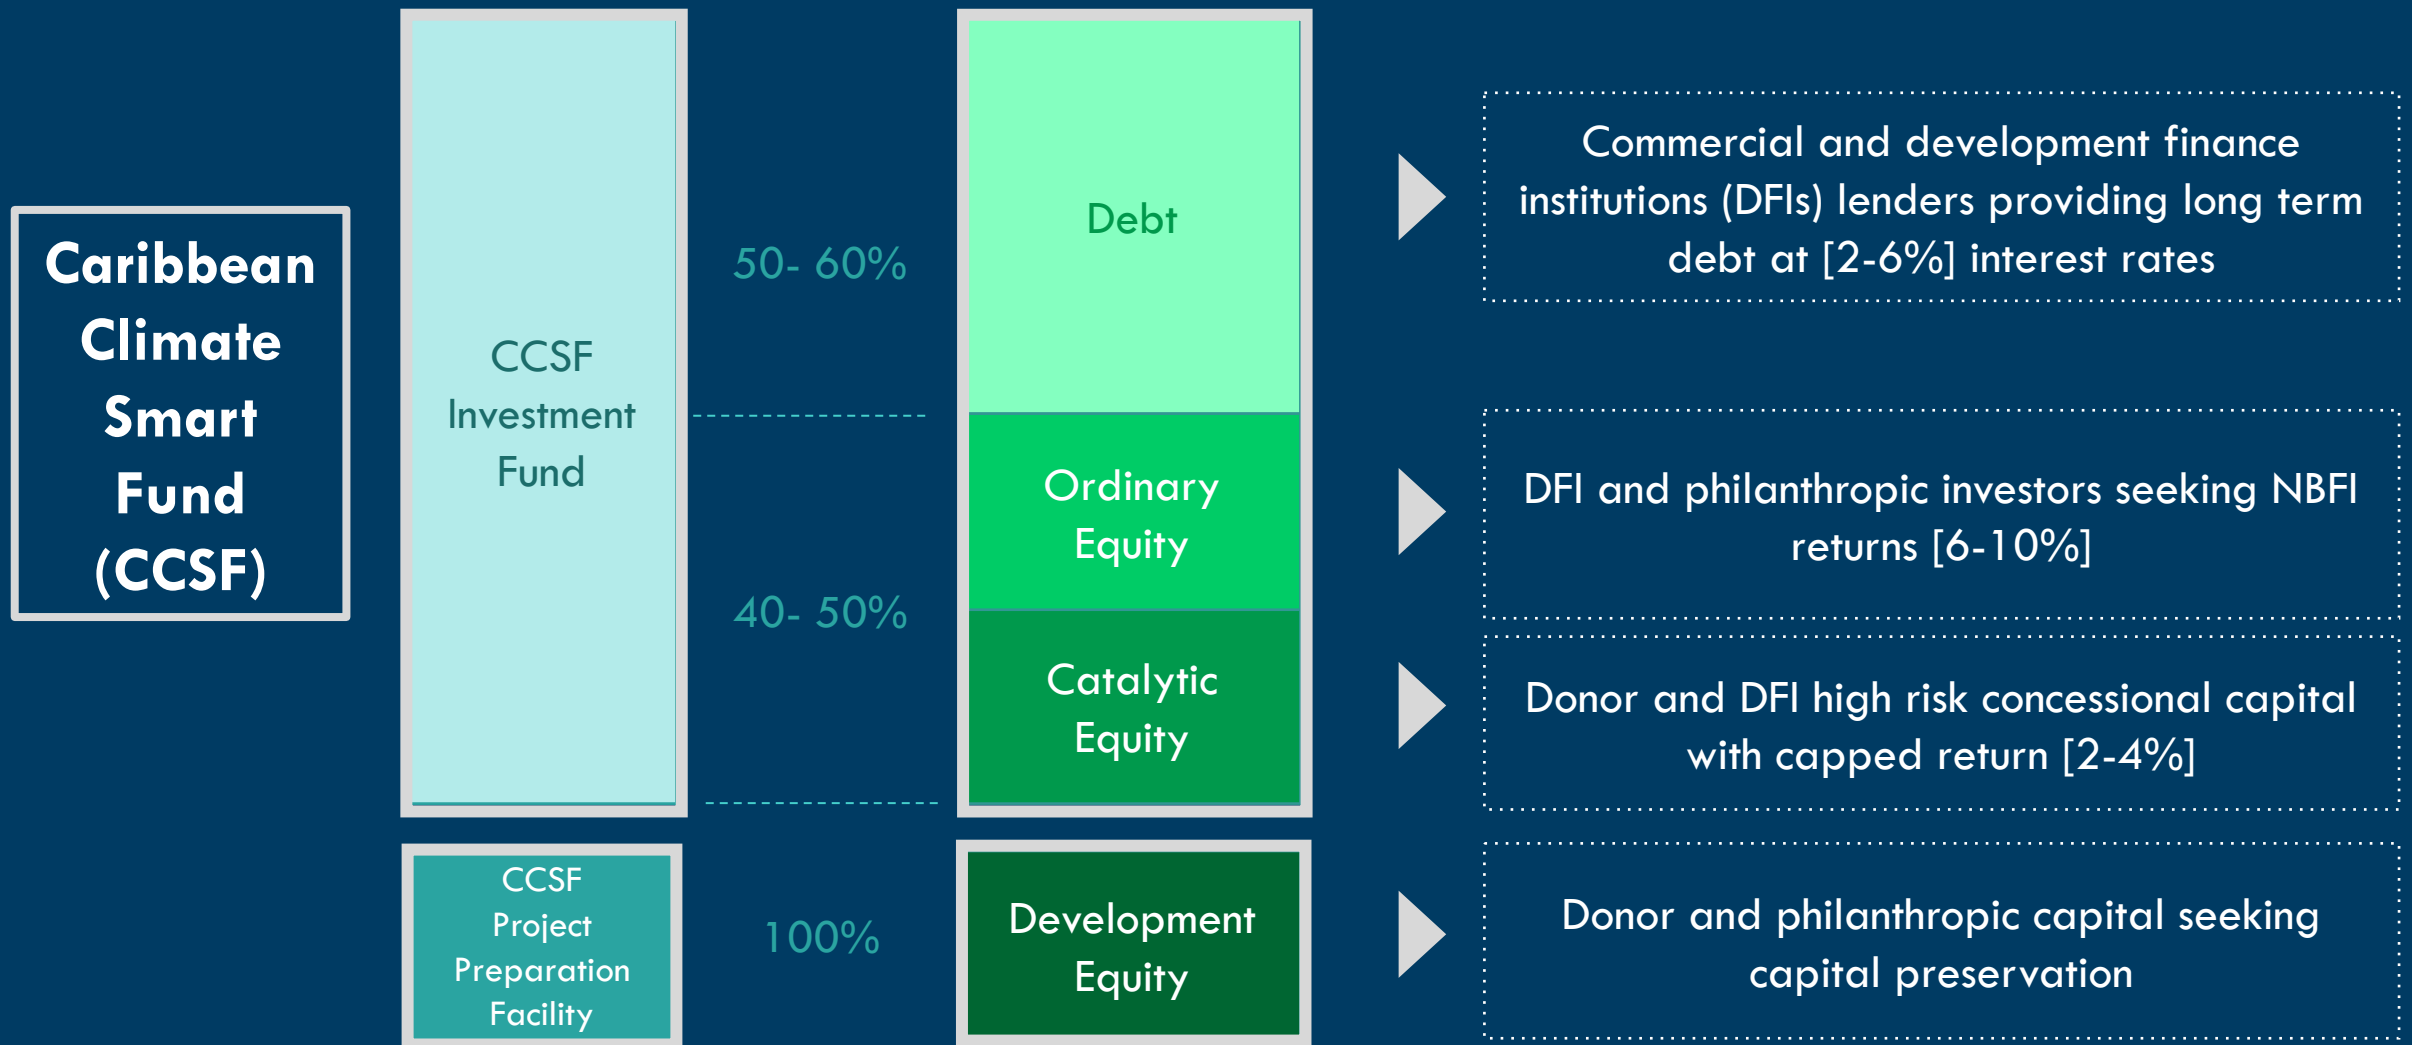 Caribbean
Climate
Smart
Fund
(CCSF)
CCSF
Investment
Fund
50- 60%
40- 50%
Debt
Ordinary
Equity
Catalytic
Equity
Commercial and development finance
institutions (DFIs) lenders providing long term
debt at [2-6%] interest rates
DFI and philanthropic investors seeking NBFI
returns [6-10%]
Donor and DFI high risk concessional capital
with capped return [2-4%]
CCSF
Project
Preparation
Facility
100%
Development
Equity
Donor and philanthropic capital seeking
capital preservation